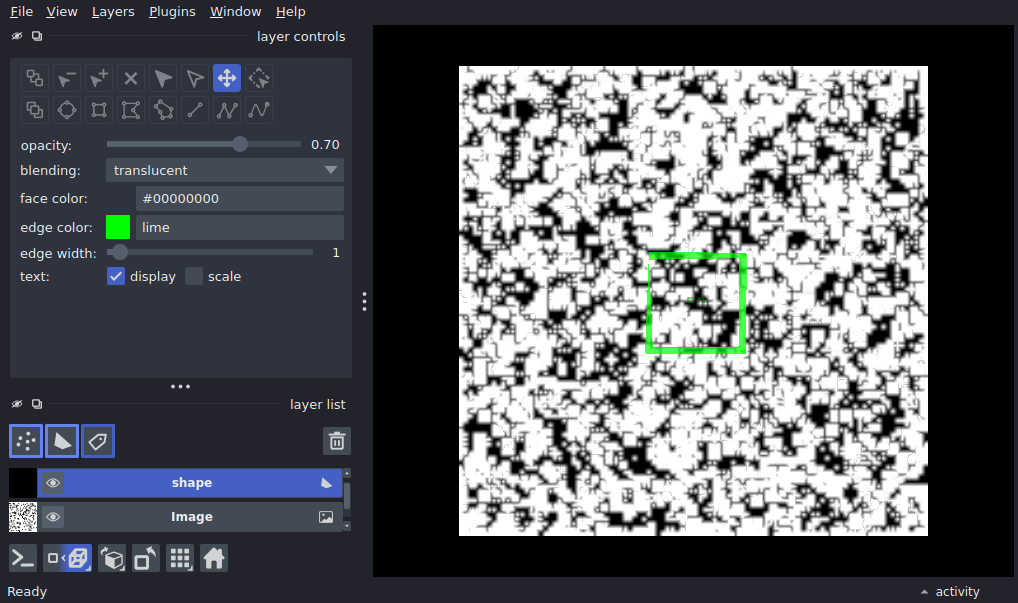 File View Layers Plugins Window Help
layer controls
opacity: 0.70
blending: translucent
face color: #00000000
edge color: lime
edge width: 1
text: display scale
layer list
shape
Image
Ready
activity